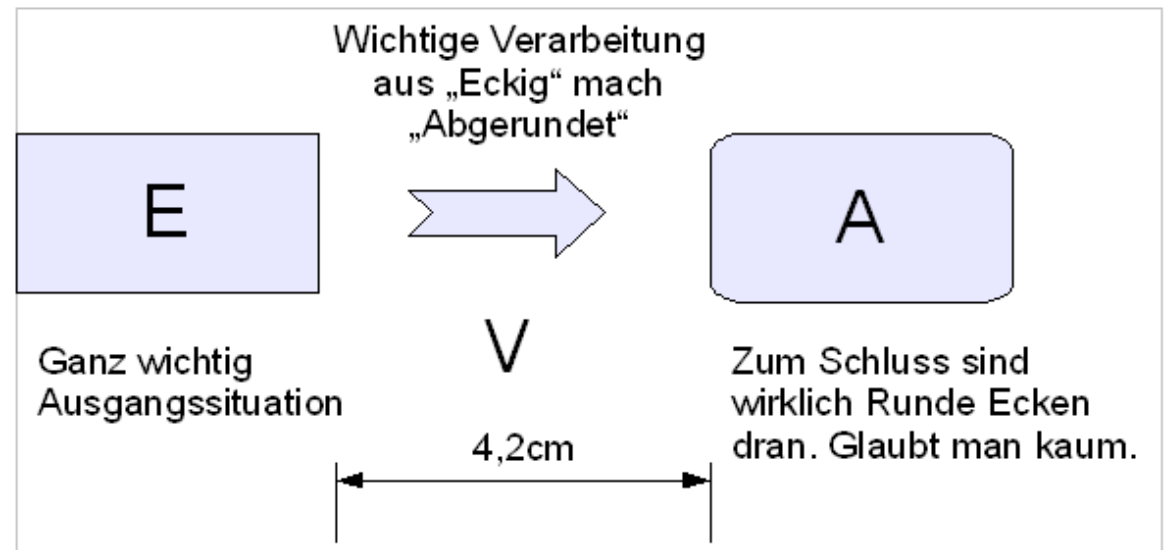 Wichtige Verarbeitung
aus „Eckig“ mach
„Abgerundet“
E
A
V
Ganz wichtig
Ausgangssituation
Zum Schluss sind
wirklich Runde Ecken
dran. Glaubt man kaum.
4,2cm